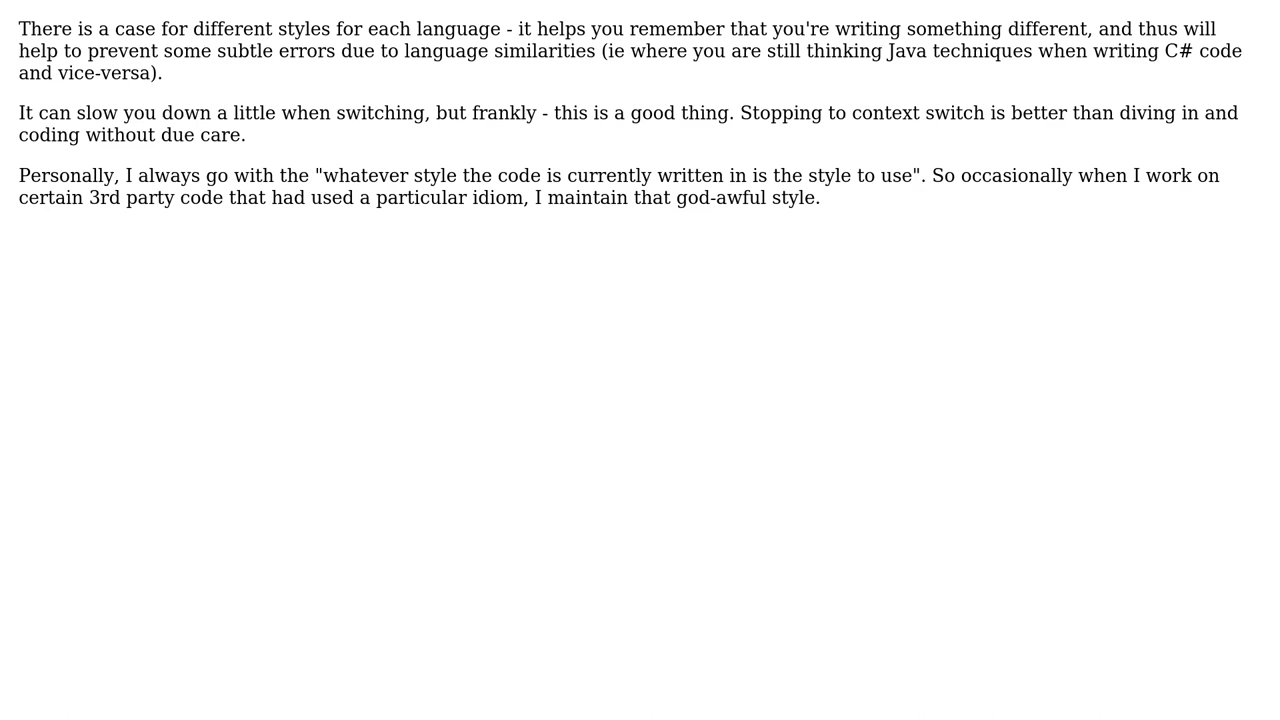 There is a case for different styles for each language - it helps you remember that you're writing something different, and thus will
help to prevent some subtle errors due to language similarities (ie where you are still thinking Java techniques when writing C# code
and vice-versa).
It can slow you down a little when switching, but frankly - this is a good thing. Stopping to context switch is better than diving in and
coding without due care.
Personally, I always go with the "whatever style the code is currently written in is the style to use". So occasionally when I work on
certain 3rd party code that had used a particular idiom, I maintain that god-awful style.